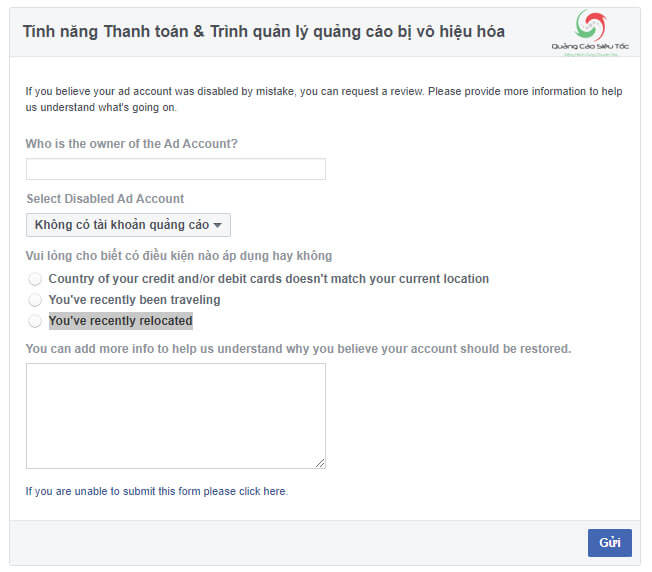 Tính năng Thanh toán & Trình quản lý quảng cáo bị vô hiệu hóa
Quảng Cáo Siêu Tốc
If you believe your ad account was disabled by mistake, you can request a review. Please provide more information to help
us understand what's going on.
Who is the owner of the Ad Account?
Select Disabled Ad Account
Không có tài khoản quảng cáo
Vui lòng cho biết có điều kiện nào áp dụng hay không
Country of your credit and/or debit cards doesn't match your current location
You've recently been traveling
You've recently relocated
You can add more info to help us understand why you believe your account should be restored.
If you are unable to submit this form please click here.
Gửi